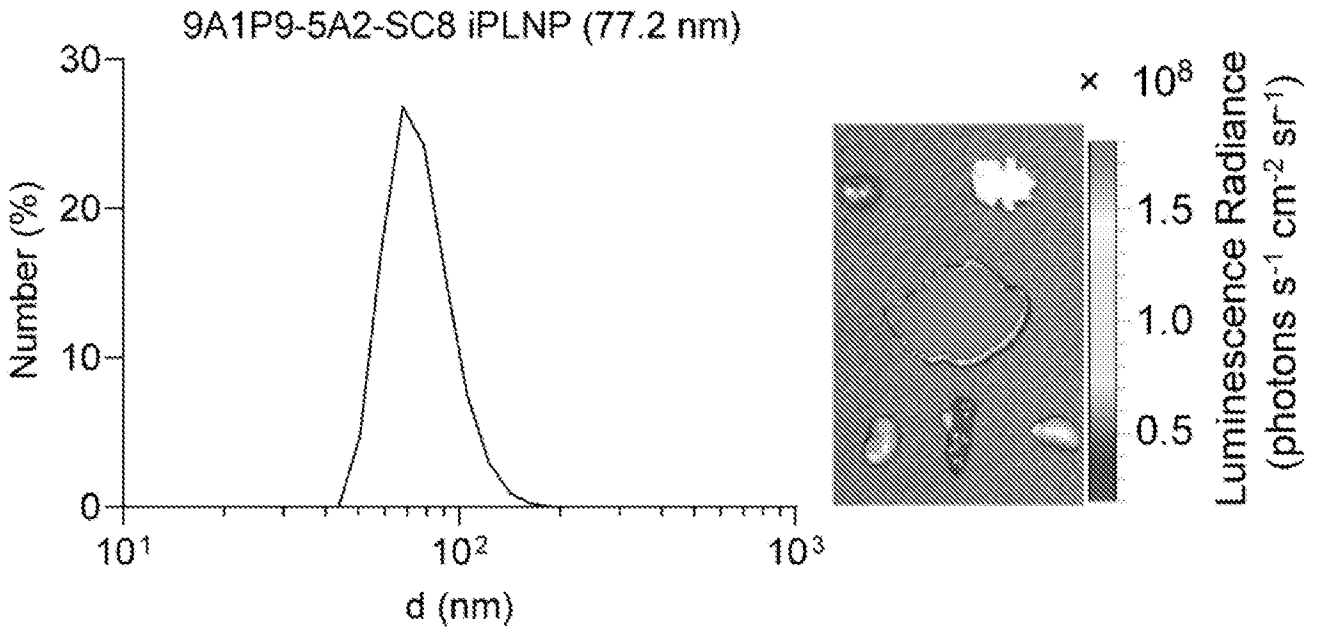 9A1P9-5A2-SC8 iPLNP (77.2 nm)
30
20
10
0
Number (%)
10¹
10²
10³
d (nm)
× 10⁸
1.5
1.0
0.5
Luminescence Radiance
(photons s⁻¹ cm⁻² sr⁻¹)